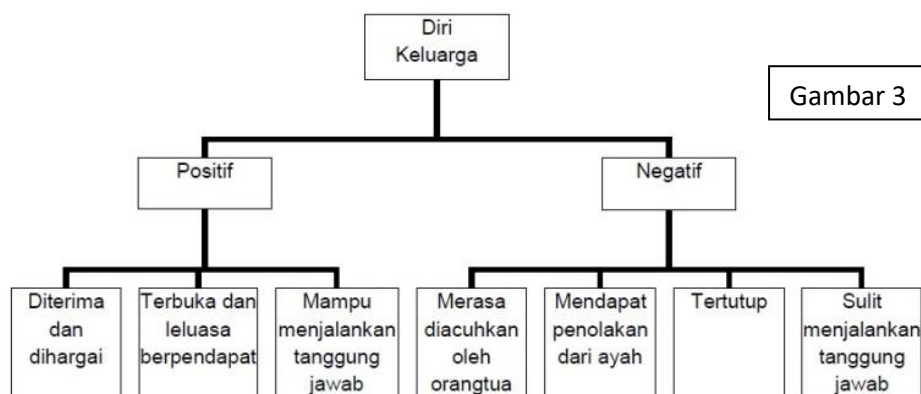 Diri
Keluarga
Gambar 3
Positif
Negatif
Diterima
dan
dihargai
Terbuka dan
leluasa
berpendapat
Mampu
menjalankan
tanggung
jawab
Merasa
diacuhkan
oleh
orangtua
Mendapat
penolakan
dari ayah
Tertutup
Sulit
menjalankan
tanggung
jawab